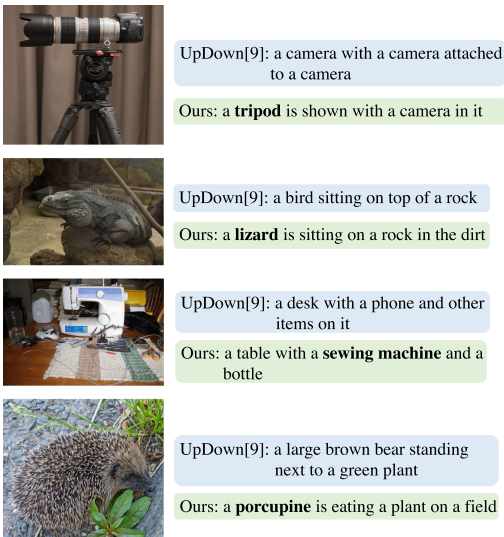 UpDown[9]: a camera with a camera attached
to a camera
Ours: a tripod is shown with a camera in it
UpDown[9]: a bird sitting on top of a rock
Ours: a lizard is sitting on a rock in the dirt
UpDown[9]: a desk with a phone and other
items on it
Ours: a table with a sewing machine and a
bottle
UpDown[9]: a large brown bear standing
next to a green plant
Ours: a porcupine is eating a plant on a field